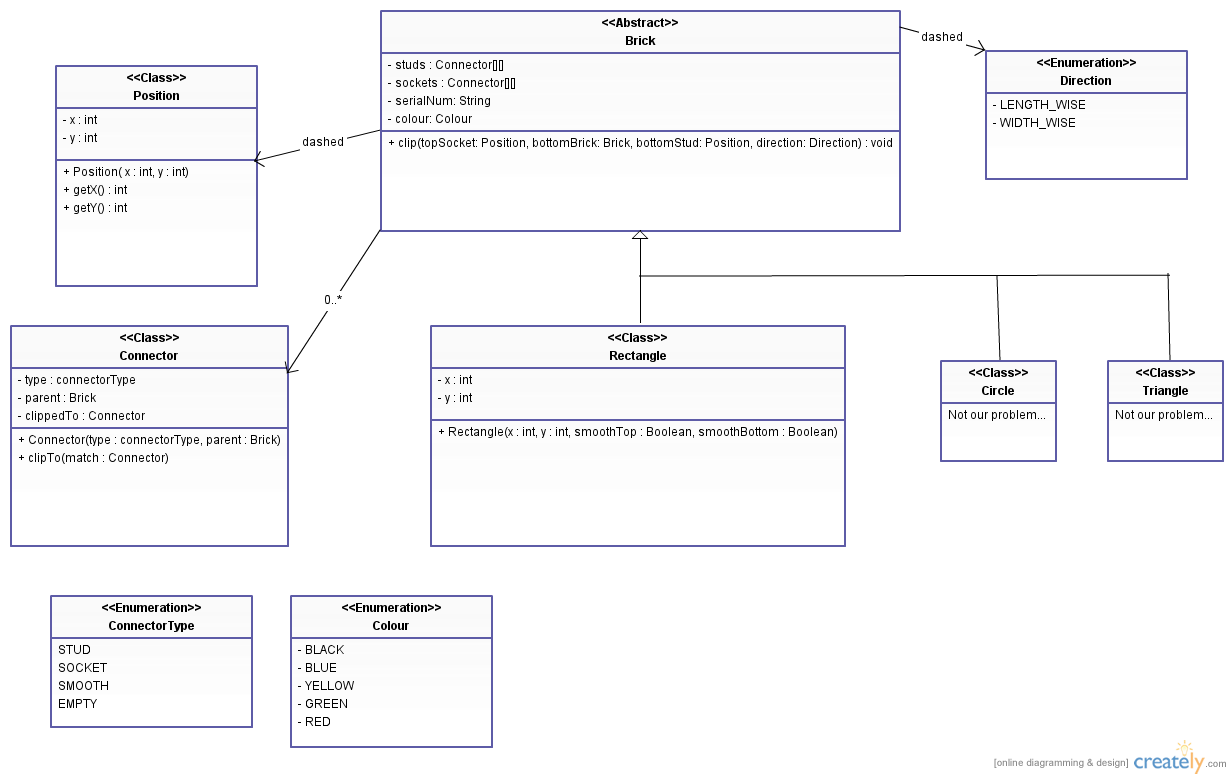 <<Abstract>>
Brick
- studs : Connector[][]
- sockets : Connector[][]
- serialNum: String
- colour: Colour
+ clip(topSocket: Position, bottomBrick: Brick, bottomStud: Position, direction: Direction) : void
dashed
<<Enumeration>>
Direction
- LENGTH_WISE
- WIDTH_WISE
<<Class>>
Position
- x : int
- y : int
+ Position( x : int, y : int)
+ getX() : int
+ getY() : int
dashed
0..*
<<Class>>
Connector
- type : connectorType
- parent : Brick
- clippedTo : Connector
+ Connector(type : connectorType, parent : Brick)
+ clipTo(match : Connector)
<<Class>>
Rectangle
- x : int
- y : int
+ Rectangle(x : int, y : int, smoothTop : Boolean, smoothBottom : Boolean)
<<Class>>
Circle
Not our problem...
<<Class>>
Triangle
Not our problem...
<<Enumeration>>
ConnectorType
STUD
SOCKET
SMOOTH
EMPTY
<<Enumeration>>
Colour
- BLACK
- BLUE
- YELLOW
- GREEN
- RED
[online diagramming & design] creately.com